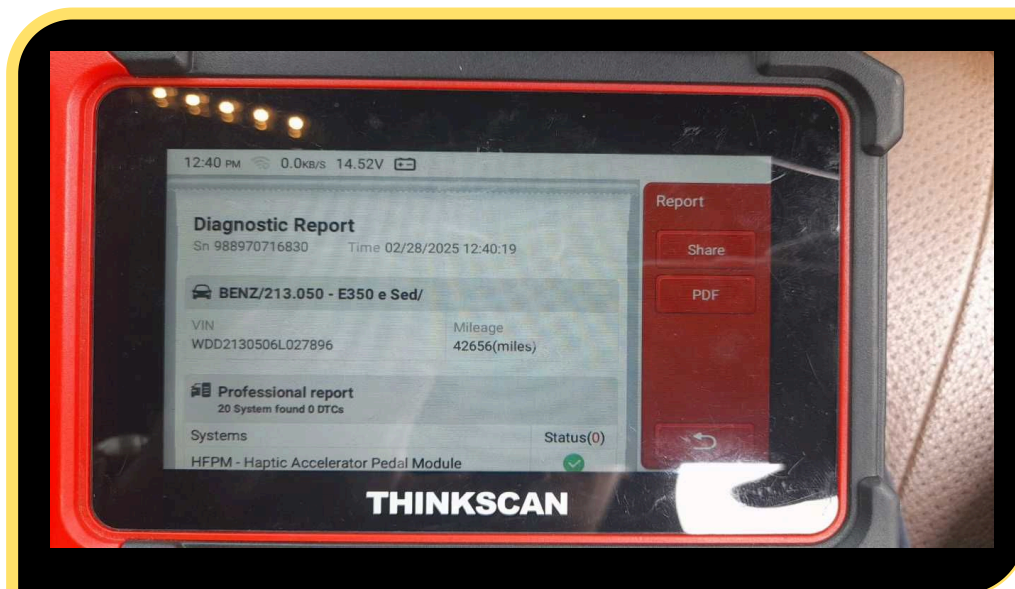 12:40 PM 0.0KB/S 14.52V
Report
Diagnostic Report
Sn 988970716830 Time 02/28/2025 12:40:19
Share
BENZ/213.050 - E350 e Sed/
PDF
VIN Mileage
WDD2130506L027896 42656(miles)
Professional report
20 System found 0 DTCs
Systems Status(0)
HFPM - Haptic Accelerator Pedal Module
THINKSCAN